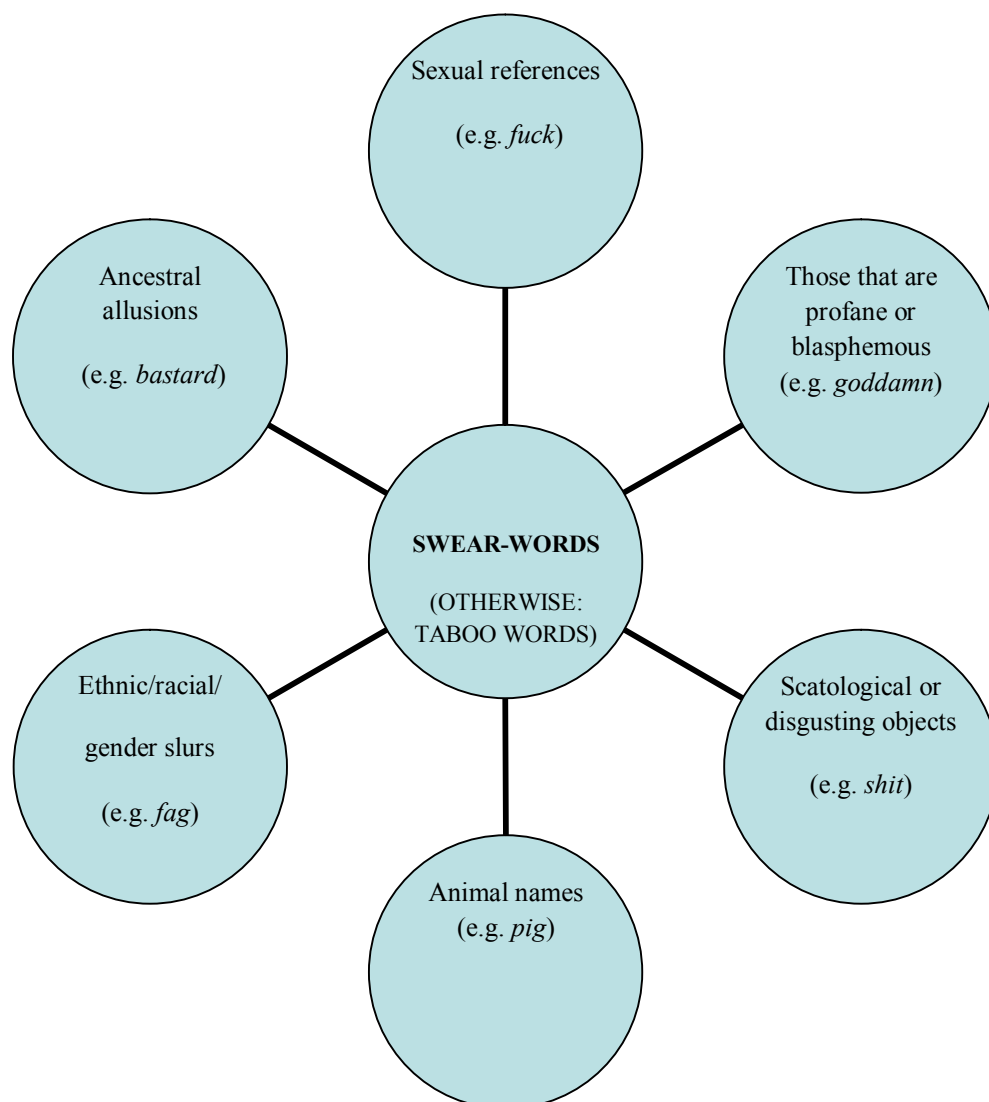 Sexual references
(e.g. fuck)
Ancestral
allusions
(e.g. bastard)
Those that are
profane or
blasphemous
(e.g. goddamn)
SWEAR-WORDS
(OTHERWISE:
TABOO WORDS)
Ethnic/racial/
gender slurs
(e.g. fag)
Scatological or
disgusting objects
(e.g. shit)
Animal names
(e.g. pig)